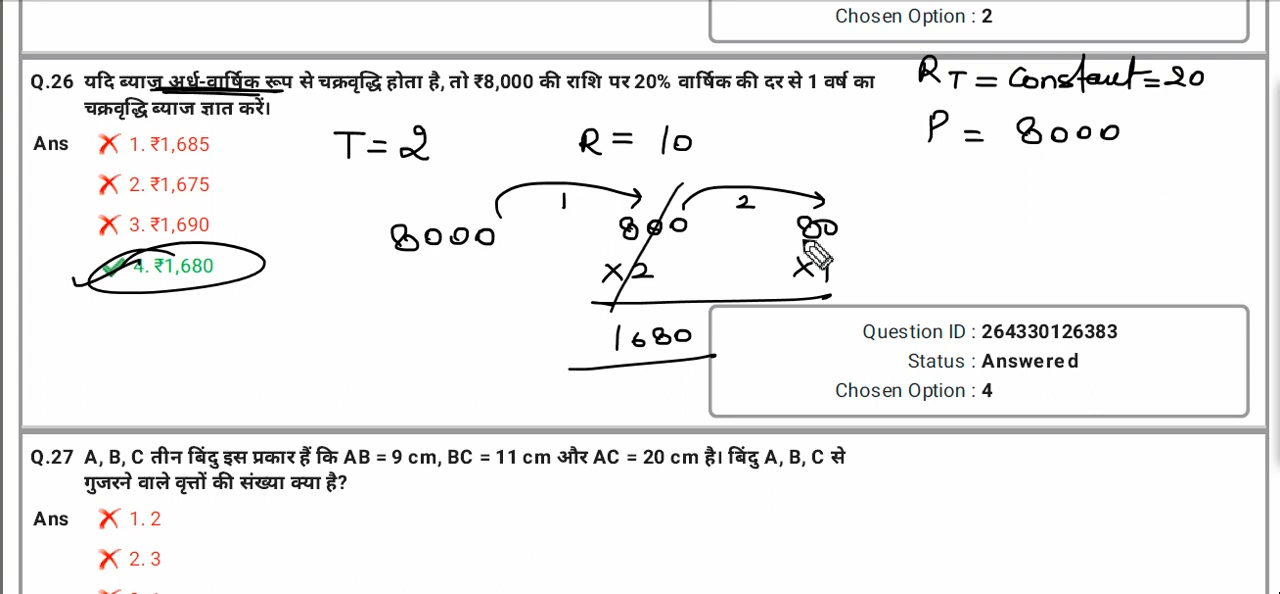 Chosen Option : 2
Q.26 यदि ब्याज अर्ध-वार्षिक रूप से चक्रवृद्धि होता है, तो ₹8,000 की राशि पर 20% वार्षिक की दर से 1 वर्ष का
चक्रवृद्धि ब्याज ज्ञात करें।
RT = Constant = 20
P = 8000
Ans 1. ₹1,685
2. ₹1,675
3. ₹1,690
4. ₹1,680
T = 2 R = 10
1 2
8000 800 80
×2 ×1
1680
Question ID : 264330126383
Status : Answered
Chosen Option : 4
Q.27 A, B, C तीन बिंदु इस प्रकार हैं कि AB = 9 cm, BC = 11 cm और AC = 20 cm है। बिंदु A, B, C से
गुजरने वाले वृत्तों की संख्या क्या है?
Ans 1. 2
2. 3